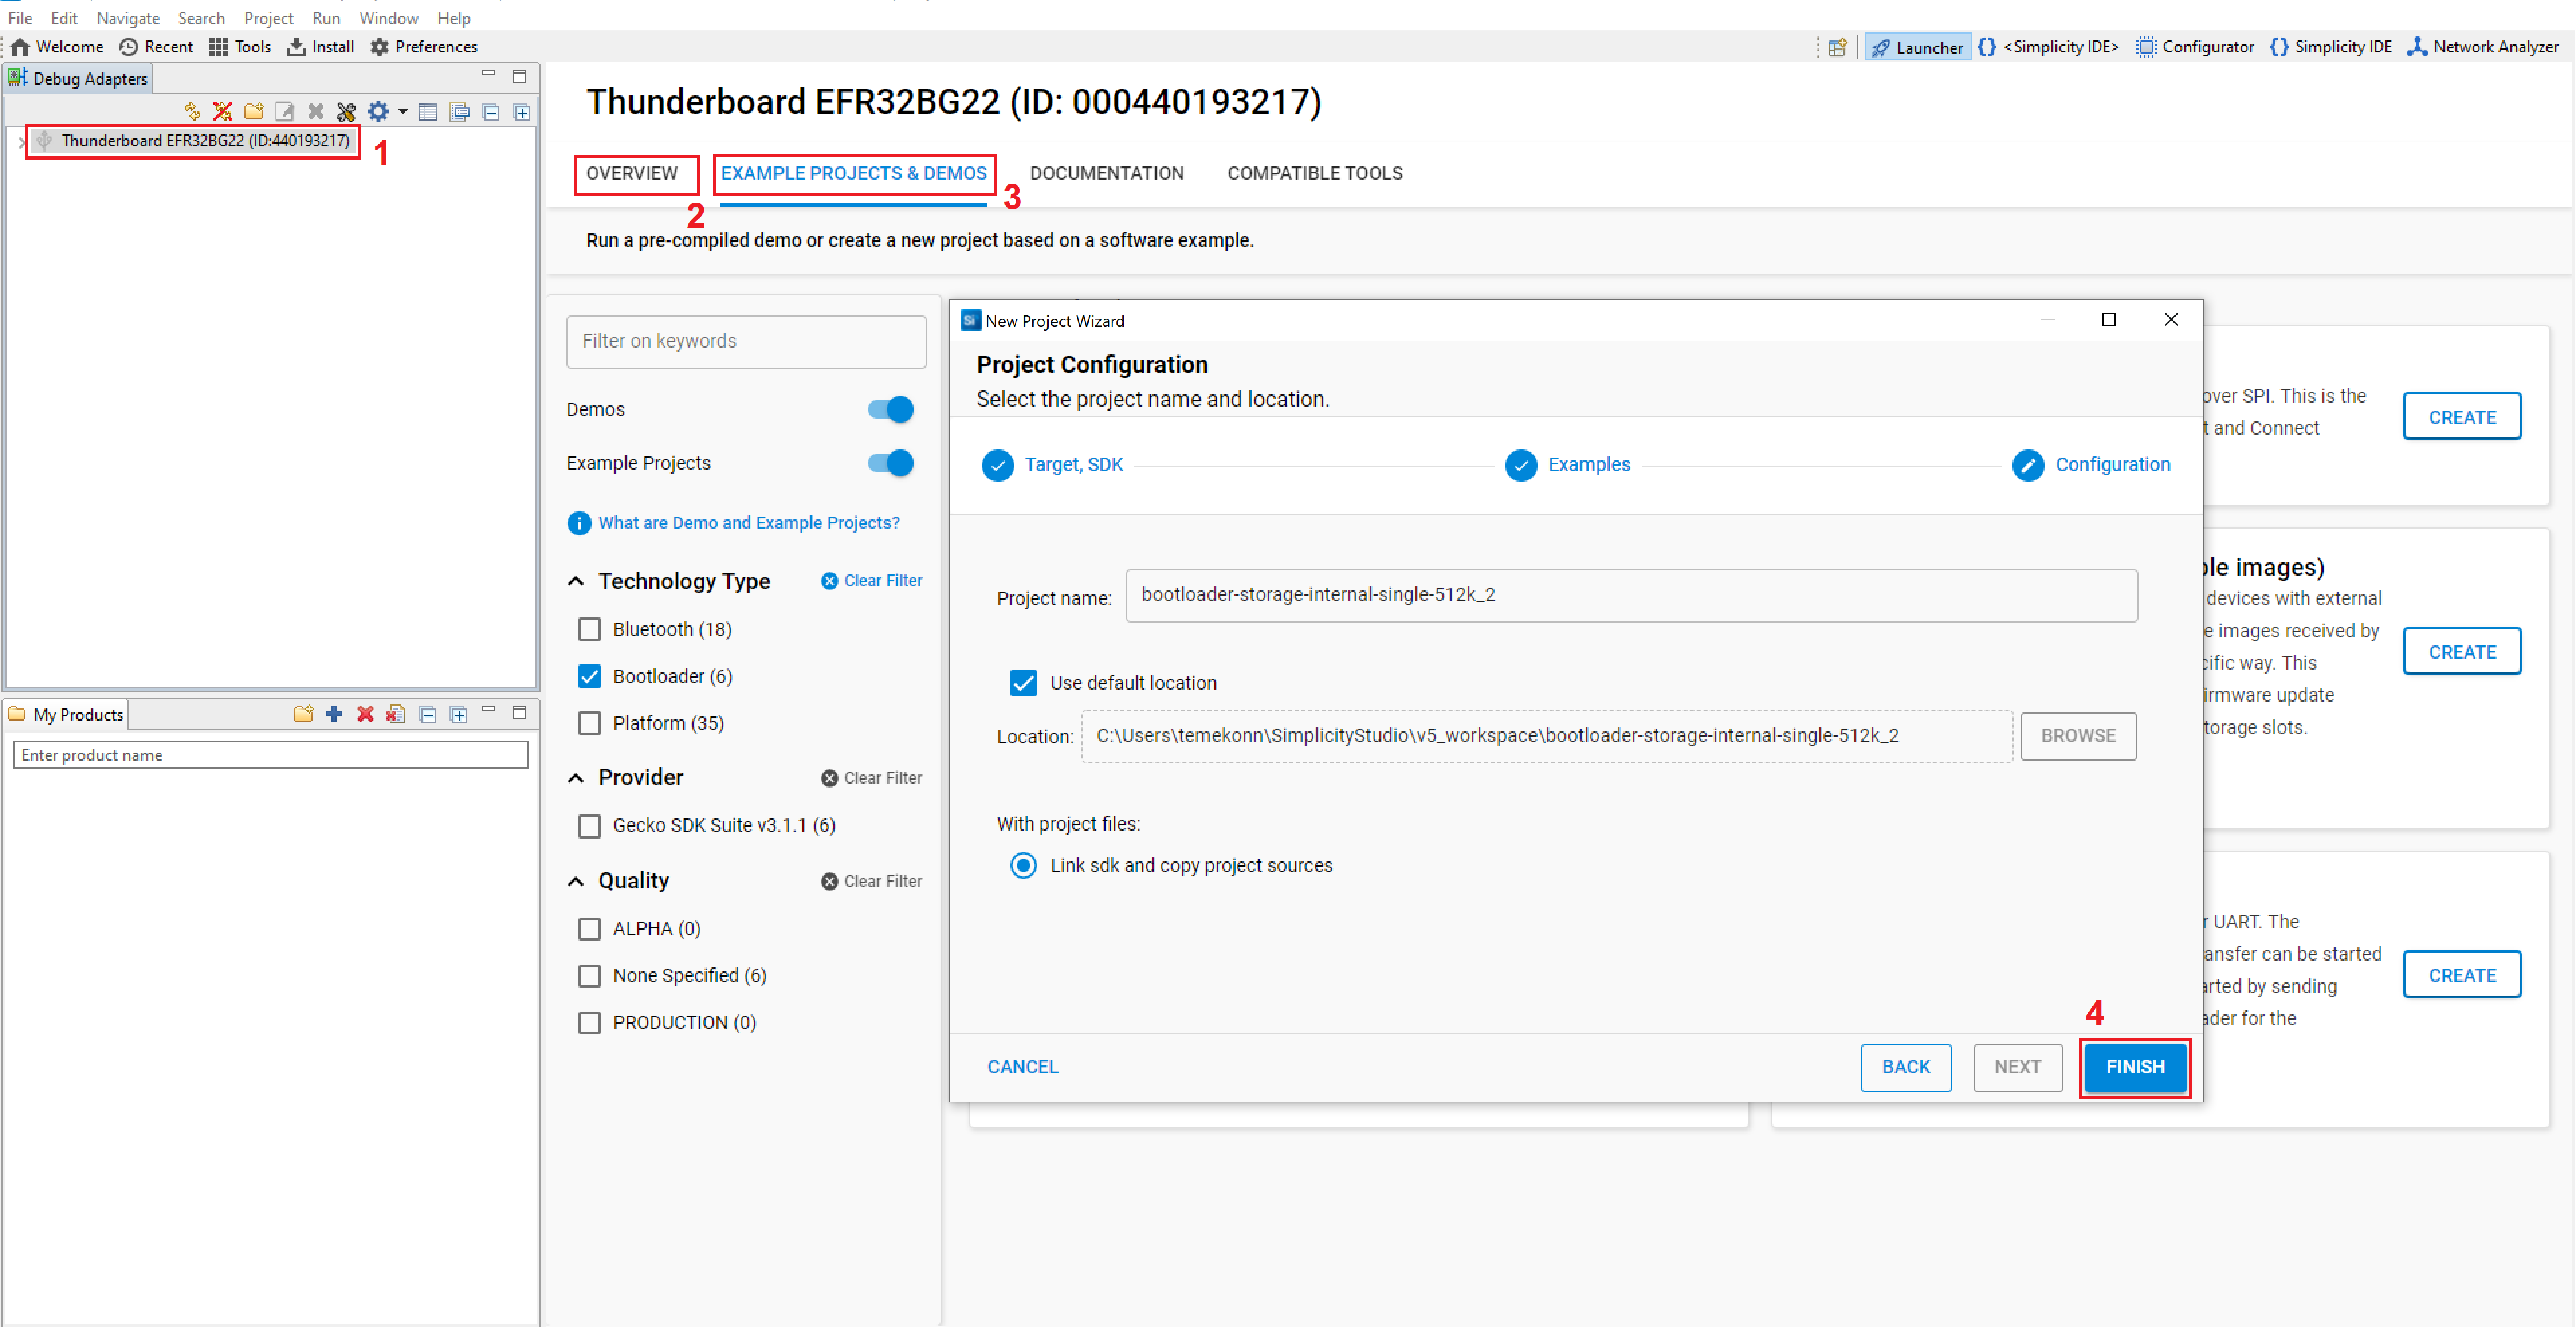 File Edit Navigate Search Project Run Window Help
Welcome Recent Tools Install Preferences
Launcher <Simplicity IDE> Configurator Simplicity IDE Network Analyzer
Debug Adapters
Thunderboard EFR32BG22 (ID:440193217)
1
My Products
Enter product name
Thunderboard EFR32BG22 (ID: 000440193217)
OVERVIEW EXAMPLE PROJECTS & DEMOS DOCUMENTATION COMPATIBLE TOOLS
2 3
Run a pre-compiled demo or create a new project based on a software example.
Filter on keywords
Demos
Example Projects
What are Demo and Example Projects?
Technology Type Clear Filter
Bluetooth (18)
Bootloader (6)
Platform (35)
Provider Clear Filter
Gecko SDK Suite v3.1.1 (6)
Quality Clear Filter
ALPHA (0)
None Specified (6)
PRODUCTION (0)
Si New Project Wizard
Project Configuration
Select the project name and location.
Target, SDK Examples Configuration
Project name: bootloader-storage-internal-single-512k_2
Use default location
Location: C:\Users\temekonn\SimplicityStudio\v5_workspace\bootloader-storage-internal-single-512k_2 BROWSE
With project files:
Link sdk and copy project sources
4
CANCEL BACK NEXT FINISH
over SPI. This is the
t and Connect
CREATE
ble images)
devices with external
e images received by
cific way. This
irmware update
torage slots.
CREATE
r UART. The
ansfer can be started
arted by sending
ader for the
CREATE